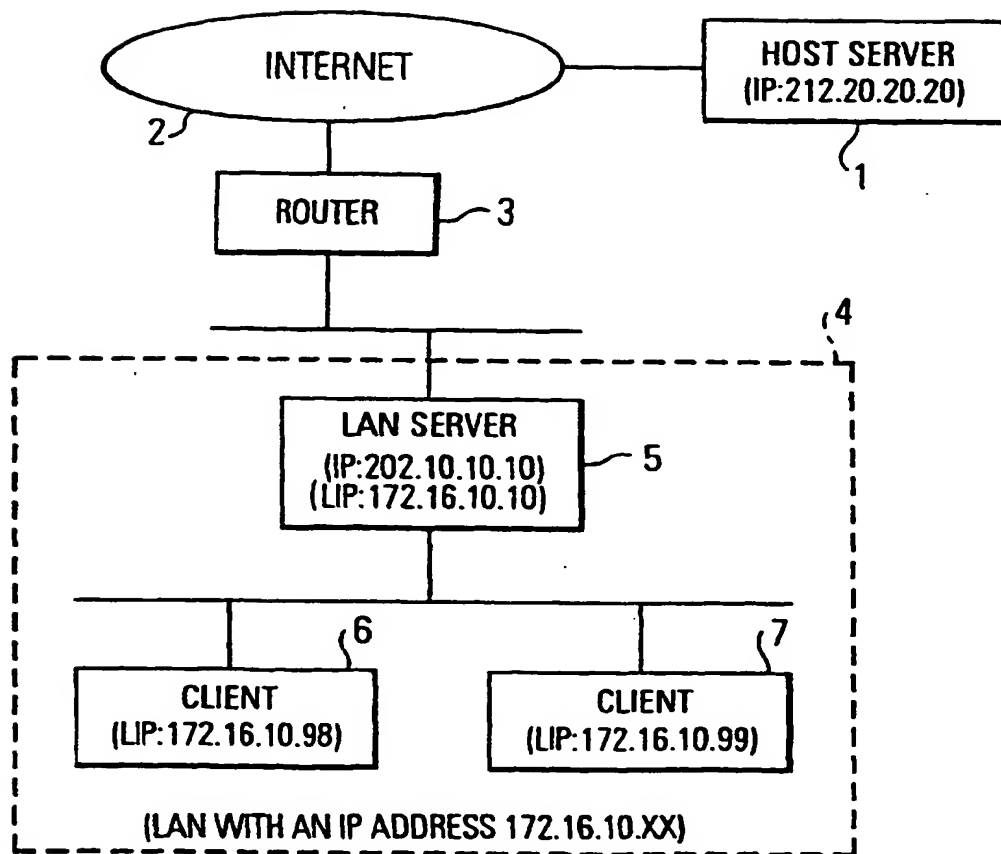 INTERNET
2
HOST SERVER
(IP:212.20.20.20)
1
ROUTER
3
4
LAN SERVER
(IP:202.10.10.10)
(LIP:172.16.10.10)
5
6
CLIENT
(LIP:172.16.10.98)
7
CLIENT
(LIP:172.16.10.99)
(LAN WITH AN IP ADDRESS 172.16.10.XX)